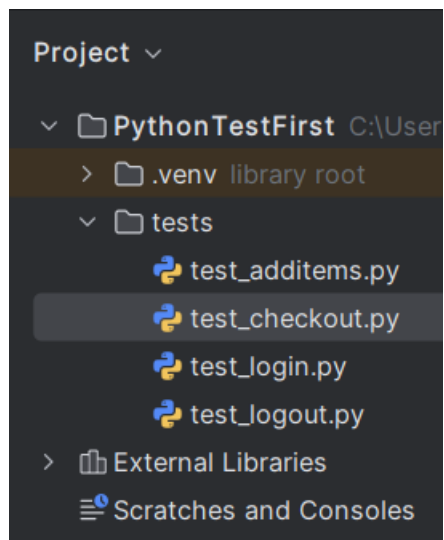 Project
PythonTestFirst C:\User
.venv library root
tests
test_additems.py
test_checkout.py
test_login.py
test_logout.py
External Libraries
Scratches and Consoles